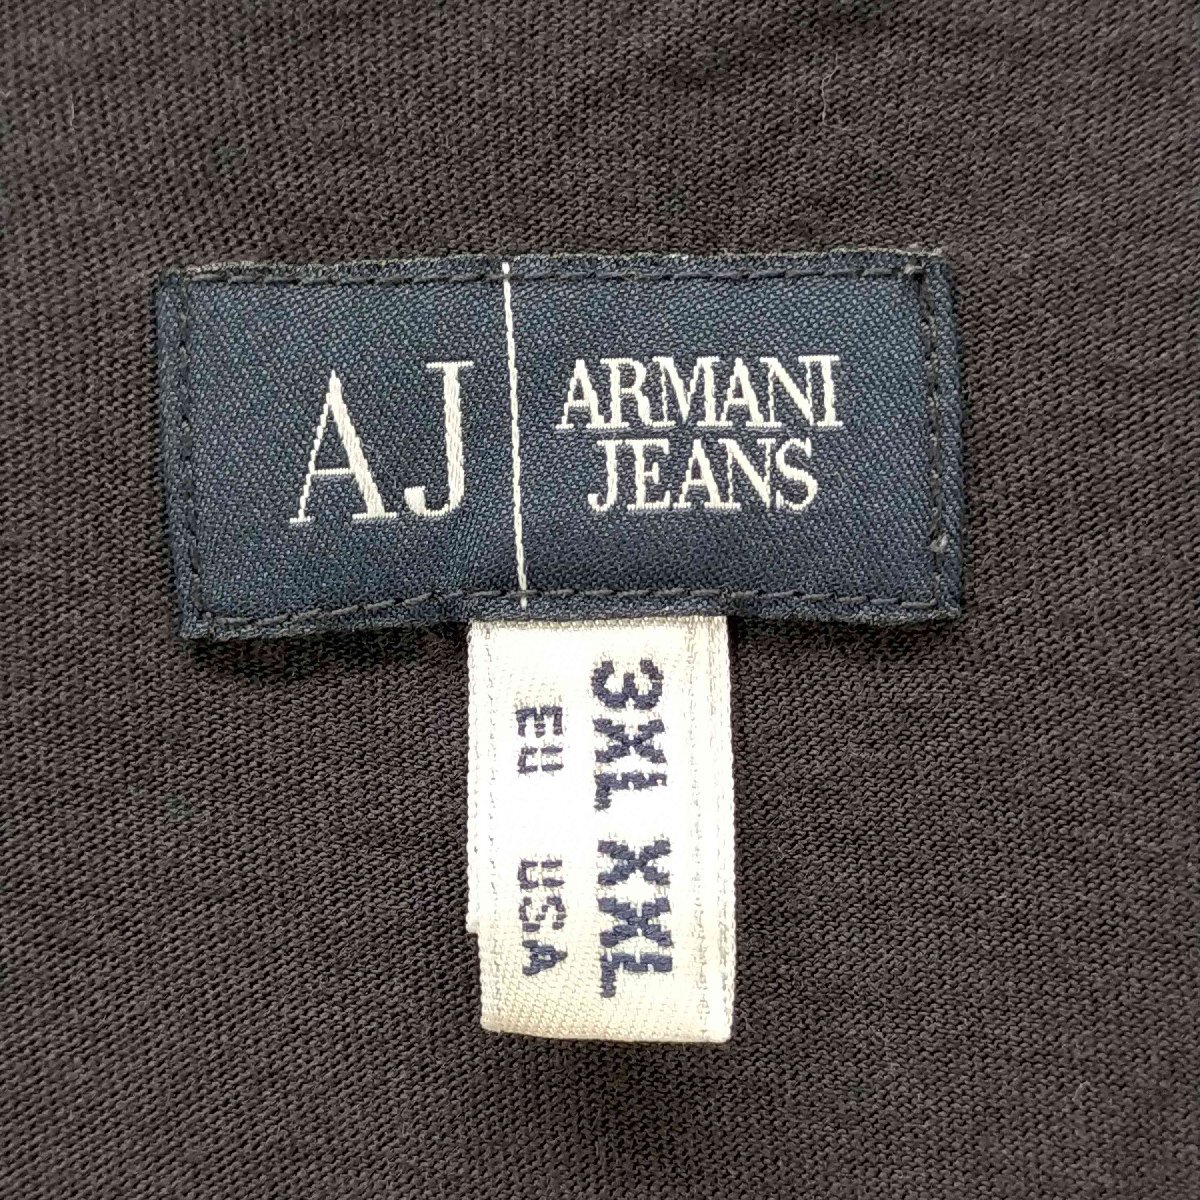 AJ
ARMANI
JEANS
3XL XXL
EU USA